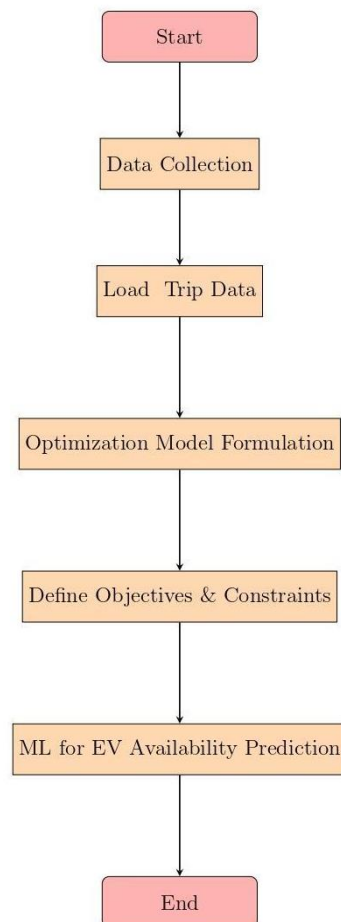 Start
Data Collection
Load Trip Data
Optimization Model Formulation
Define Objectives & Constraints
ML for EV Availability Prediction
End